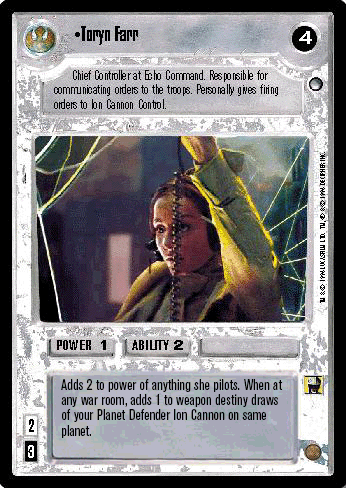 •Toryn Farr
4
Chief Controller at Echo Command. Responsible for
communicating orders to the troops. Personally gives firing
orders to Ion Cannon Control.
POWER 1
ABILITY 2
Adds 2 to power of anything she pilots. When at
any war room, adds 1 to weapon destiny draws
of your Planet Defender Ion Cannon on same
planet.
2
3